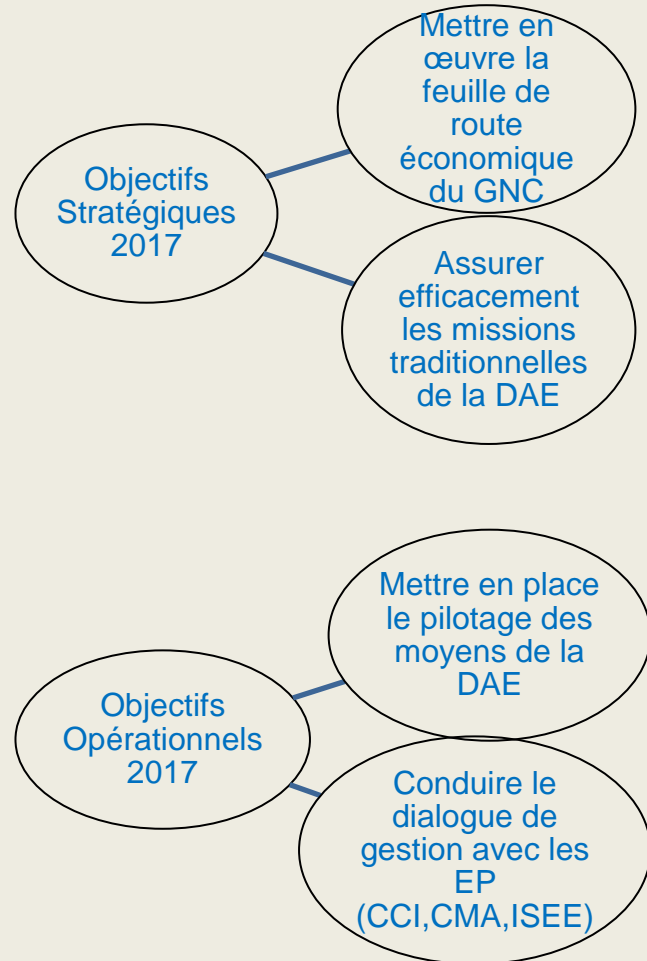 Objectifs
Stratégiques
2017
Mettre en
œuvre la
feuille de
route
économique
du GNC
Assurer
efficacement
les missions
traditionnelles
de la DAE
Objectifs
Opérationnels
2017
Mettre en place
le pilotage des
moyens de la
DAE
Conduire le
dialogue de
gestion avec les
EP
(CCI,CMA,ISEE)